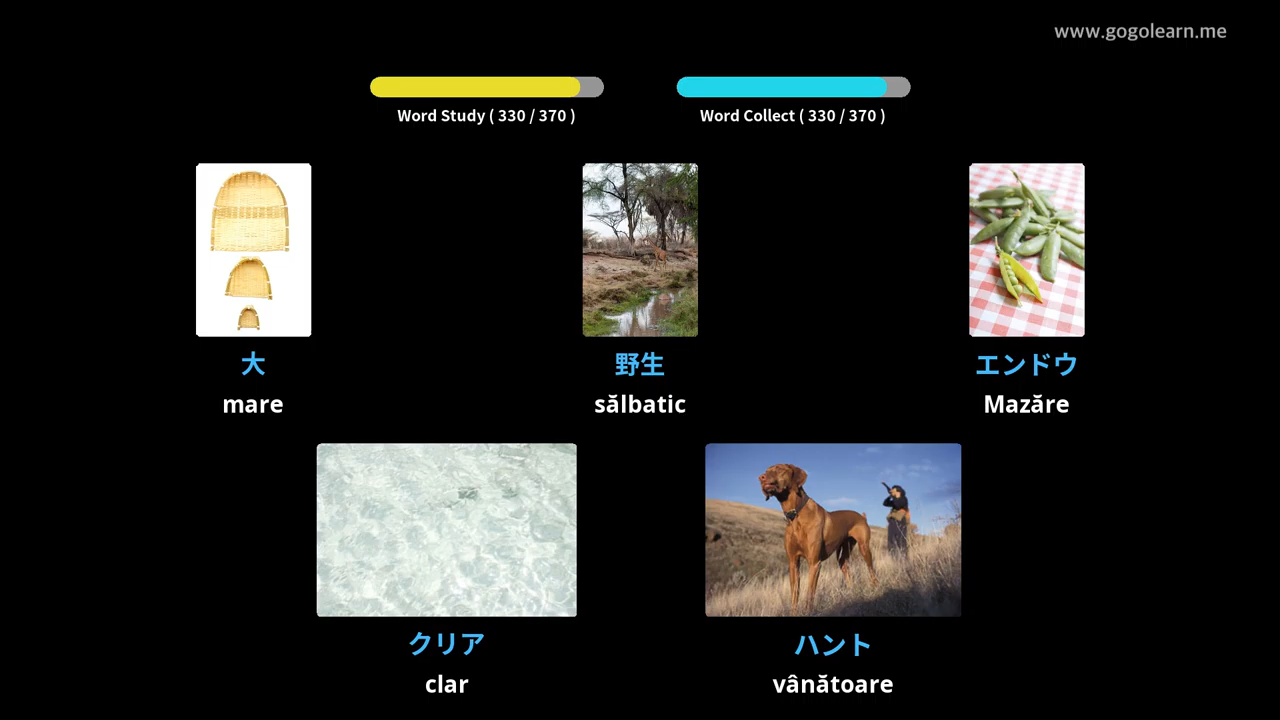 www.gogolearn.me
Word Study ( 330 / 370 )
Word Collect ( 330 / 370 )
大
mare
野生
sălbatic
エンドウ
Mazăre
クリア
clar
ハント
vânătoare